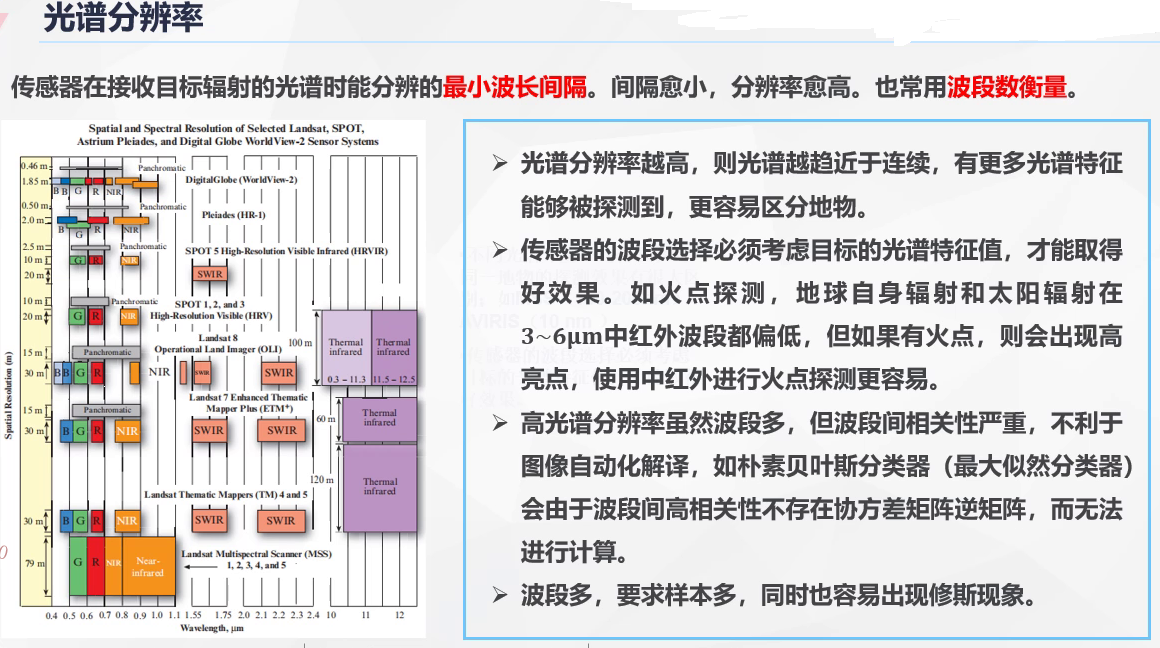 光谱分辨率
传感器在接收目标辐射的光谱时能分辨的最小波长间隔。间隔愈小，分辨率愈高。也常用波段数衡量。
Spatial and Spectral Resolution of Selected Landsat, SPOT,
Astrium Pleiades, and Digital Globe WorldView-2 Sensor Systems
0.46 m
Panchromatic
1.85 m
DigitalGlobe (WorldView-2)
B B G R NIR
0.50 m
Panchromatic
2.0 m
Pleiades (HR-1)
B G R NIR
2.5 m
Panchromatic
SPOT 5 High-Resolution Visible Infrared (HRVIR)
10 m
G R NIR
20 m
SWIR
10 m
Panchromatic
SPOT 1, 2, and 3
High-Resolution Visible (HRV)
20 m
G R NIR
Landsat 8
Operational Land Imager (OLI)
15 m
Panchromatic
30 m
B B G R NIR SWIR SWIR
100 m
Thermal infrared
0.3 – 11.3
Thermal infrared
11.5 – 12.5
Landsat 7 Enhanced Thematic
Mapper Plus (ETM+)
15 m
Panchromatic
30 m
B G R NIR SWIR SWIR
60 m
Thermal infrared
120 m
Thermal infrared
Landsat Thematic Mappers (TM) 4 and 5
30 m
B G R NIR SWIR SWIR
Landsat Multispectral Scanner (MSS)
1, 2, 3, 4, and 5
79 m
G R NIR Near-infrared
0.4 0.5 0.6 0.7 0.8 0.9 1.0 1.1 1.55 1.75 2.0 2.1 2.2 2.3 2.4 10 11 12
Wavelength, μm
Spatial Resolution (m)
➢ 光谱分辨率越高，则光谱越趋近于连续，有更多光谱特征
能够被探测到，更容易区分地物。
➢ 传感器的波段选择必须考虑目标的光谱特征值，才能取得
好效果。如火点探测，地球自身辐射和太阳辐射在
3~6μm中红外波段都偏低，但如果有火点，则会出现高
亮点，使用中红外进行火点探测更容易。
➢ 高光谱分辨率虽然波段多，但波段间相关性严重，不利于
图像自动化解译，如朴素贝叶斯分类器（最大似然分类器）
会由于波段间高相关性不存在协方差矩阵逆矩阵，而无法
进行计算。
➢ 波段多，要求样本多，同时也容易出现修斯现象。